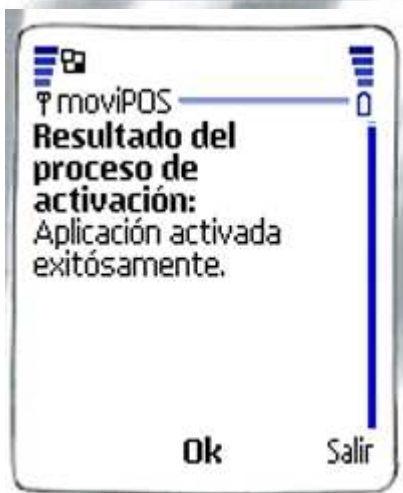 moviPOS
Resultado del
proceso de
activación:
Aplicación activada
exitósamente.
Ok
Salir